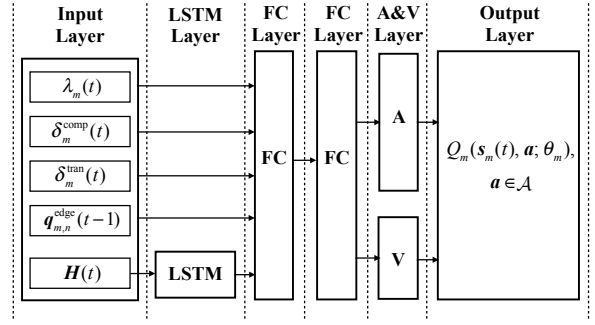 Input Layer
LSTM Layer
FC Layer
FC Layer
A&V Layer
Output Layer
λ_m(t)
δ_m^comp(t)
δ_m^tran(t)
q_{m,n}^edge(t−1)
H(t)
LSTM
FC
FC
A
V
Q_m(s_m(t), a; θ_m),
a ∈ 𝒜